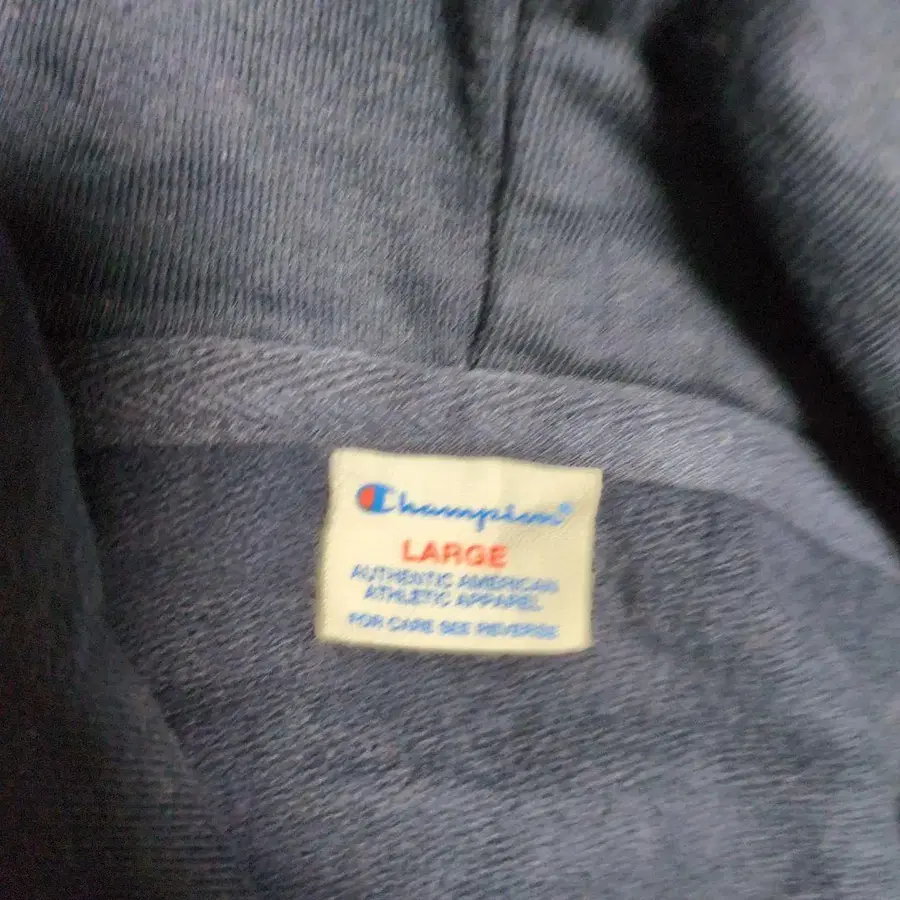 Champion®
LARGE
AUTHENTIC AMERICAN
ATHLETIC APPAREL
FOR CARE SEE REVERSE